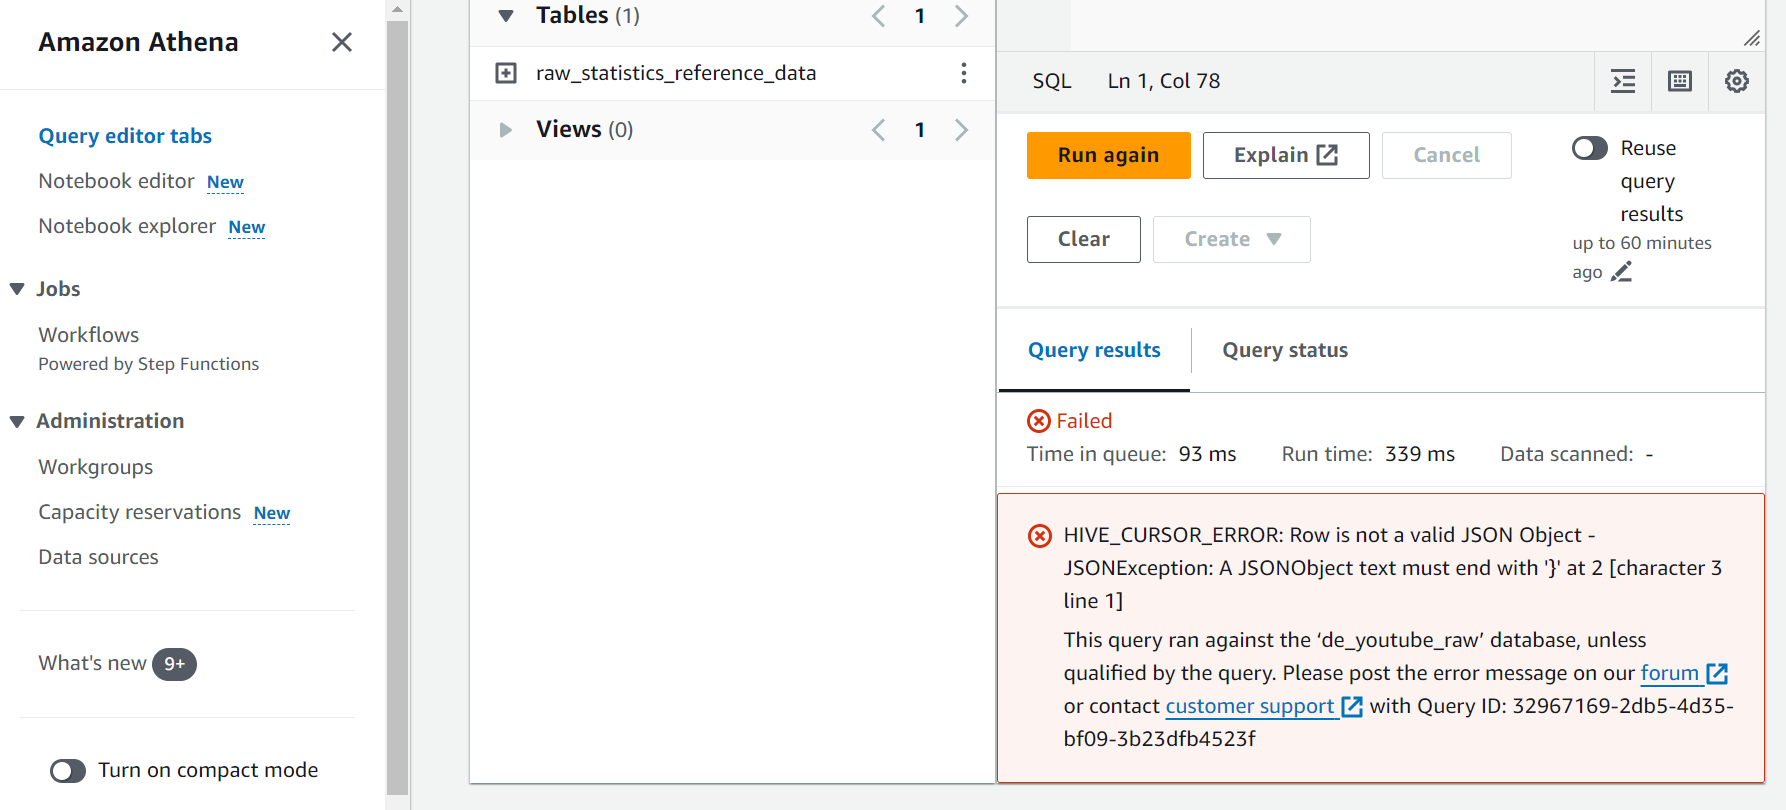 Amazon Athena
Query editor tabs
Notebook editor New
Notebook explorer New
Jobs
Workflows
Powered by Step Functions
Administration
Workgroups
Capacity reservations New
Data sources
What's new 9+
Turn on compact mode
Tables (1) 1
raw_statistics_reference_data
Views (0) 1
SQL Ln 1, Col 78
Run again Explain Cancel
Clear Create
Reuse
query
results
up to 60 minutes
ago
Query results Query status
Failed
Time in queue: 93 ms Run time: 339 ms Data scanned: -
HIVE_CURSOR_ERROR: Row is not a valid JSON Object -
JSONException: A JSONObject text must end with '}' at 2 [character 3
line 1]
This query ran against the ‘de_youtube_raw’ database, unless
qualified by the query. Please post the error message on our forum
or contact customer support with Query ID: 32967169-2db5-4d35-
bf09-3b23dfb4523f